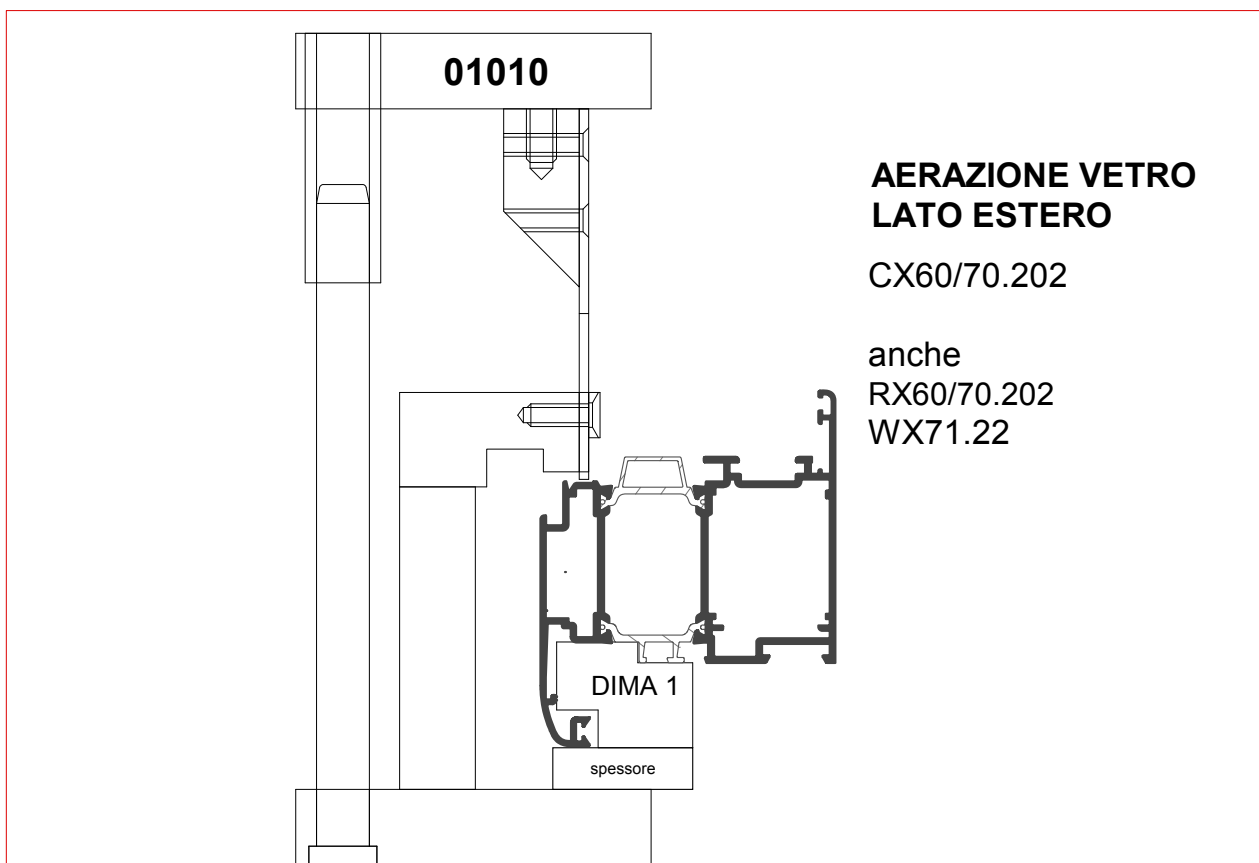 01010
AERAZIONE VETRO
LATO ESTERO
CX60/70.202
anche
RX60/70.202
WX71.22
DIMA 1
spessore